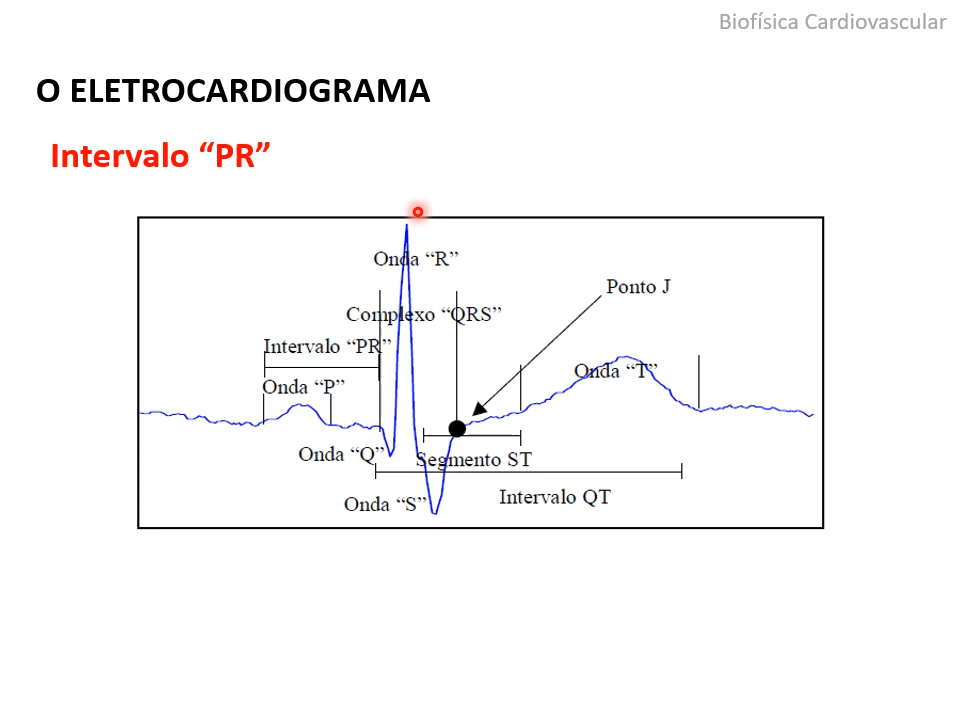 Biofísica Cardiovascular
O ELETROCARDIOGRAMA
Intervalo “PR”
Onda “R”
Ponto J
Complexo “QRS”
Intervalo “PR”
Onda “T”
Onda “P”
Onda “Q”
Segmento ST
Intervalo QT
Onda “S”